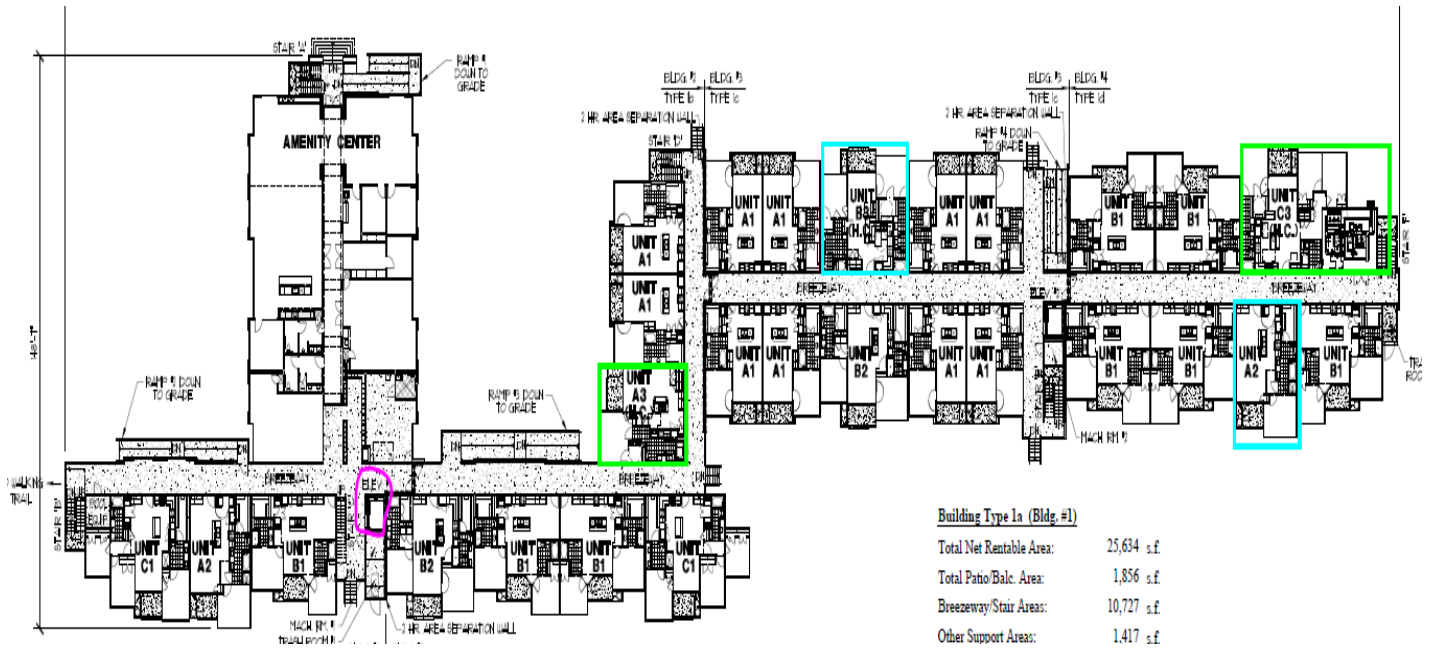 STAIR 'A'
RAMP #1
DOWN TO
GRADE
AMENITY CENTER
BLDG. #2
BLDG. #3
TYPE 1b
TYPE 1c
2 HR. AREA SEPARATION WALL
STAIR 'D'
BLDG. #3
BLDG. #4
TYPE 1c
TYPE 1d
2 HR. AREA SEPARATION WALL
RAMP #4 DOWN
TO GRADE
UNIT
A1
UNIT
A1
UNIT
B3
(H.C.)
UNIT
A1
UNIT
A1
UNIT
B1
UNIT
B1
UNIT
C3
(H.C.)
UNIT
A1
UNIT
A1
BREEZEWAY
BREEZEWAY
UNIT
A1
UNIT
A1
UNIT
B2
UNIT
A1
UNIT
A1
UNIT
B1
UNIT
B1
UNIT
A2
UNIT
B1
UNIT
A3
(H.C.)
RAMP #2 DOWN
TO GRADE
RAMP #3 DOWN
TO GRADE
MACH. RM. #2
WALKING
TRAIL
BREEZEWAY
ELEV.
BREEZEWAY
STAIR 'B'
UNIT
C1
UNIT
A2
UNIT
B1
UNIT
B2
UNIT
B1
UNIT
B1
UNIT
C1
MACH. RM. #1
TRASH ROOM #1
2 HR. AREA SEPARATION WALL
Building Type 1a (Bldg. #1)
Total Net Rentable Area: 25,634 s.f.
Total Patio/Balc. Area: 1,856 s.f.
Breezeway/Stair Areas: 10,727 s.f.
Other Support Areas: 1,417 s.f.